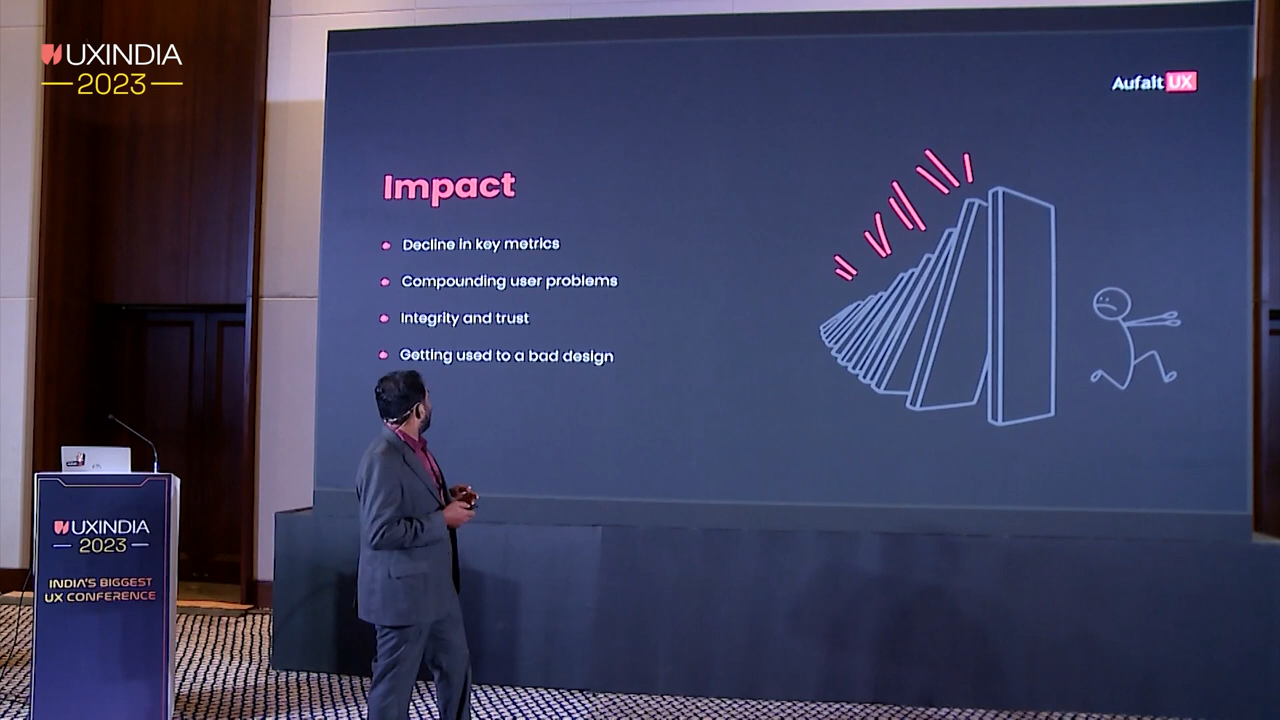 UXINDIA
2023
Aufait UX
Impact
Decline in key metrics
Compounding user problems
Integrity and trust
Getting used to a bad design
UXINDIA
2023
INDIA'S BIGGEST
UX CONFERENCE